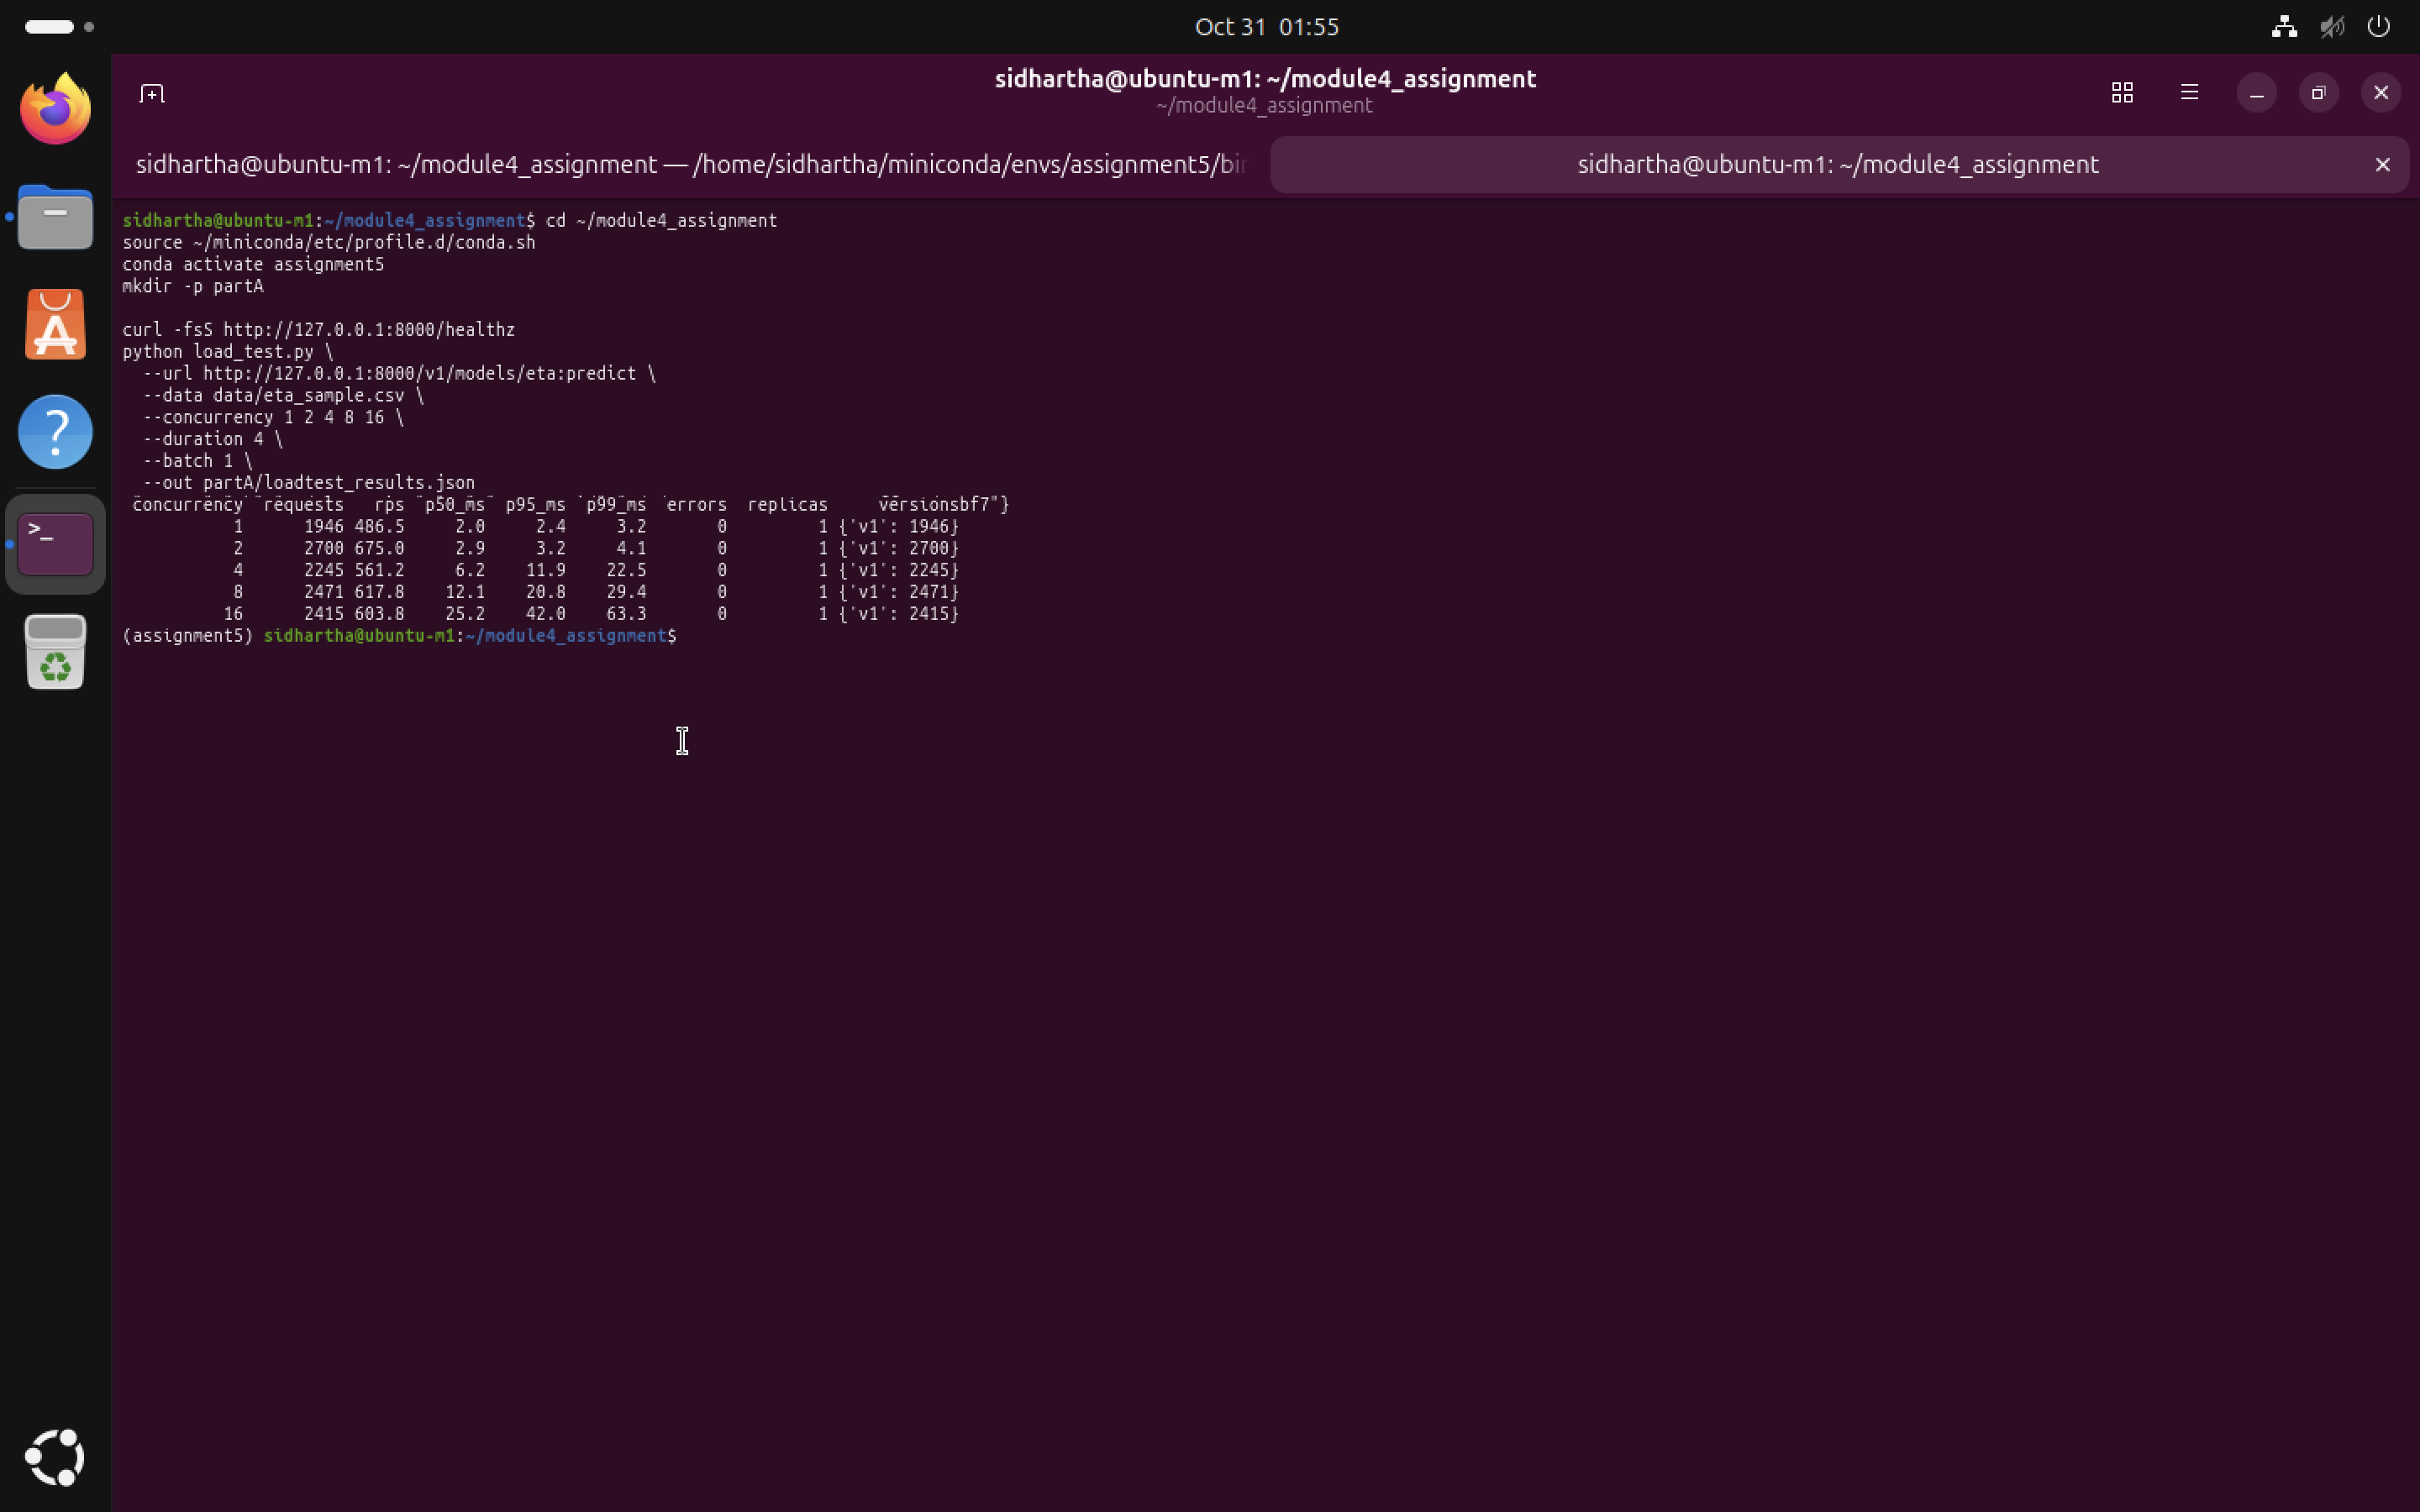 Oct 31 01:55
sidhartha@ubuntu-m1: ~/module4_assignment
~/module4_assignment
sidhartha@ubuntu-m1: ~/module4_assignment — /home/sidhartha/miniconda/envs/assignment5/bin
sidhartha@ubuntu-m1: ~/module4_assignment
sidhartha@ubuntu-m1:~/module4_assignment$ cd ~/module4_assignment
source ~/miniconda/etc/profile.d/conda.sh
conda activate assignment5
mkdir -p partA
curl -fsS http://127.0.0.1:8000/healthz
python load_test.py \
--url http://127.0.0.1:8000/v1/models/eta:predict \
--data data/eta_sample.csv \
--concurrency 1 2 4 8 16 \
--duration 4 \
--batch 1 \
--out partA/loadtest_results.json
concurrency requests rps p50_ms p95_ms p99_ms errors replicas versionsbf7"}
1 1946 486.5 2.0 2.4 3.2 0 1 {'v1': 1946}
2 2700 675.0 2.9 3.2 4.1 0 1 {'v1': 2700}
4 2245 561.2 6.2 11.9 22.5 0 1 {'v1': 2245}
8 2471 617.8 12.1 20.8 29.4 0 1 {'v1': 2471}
16 2415 603.8 25.2 42.0 63.3 0 1 {'v1': 2415}
(assignment5) sidhartha@ubuntu-m1:~/module4_assignment$